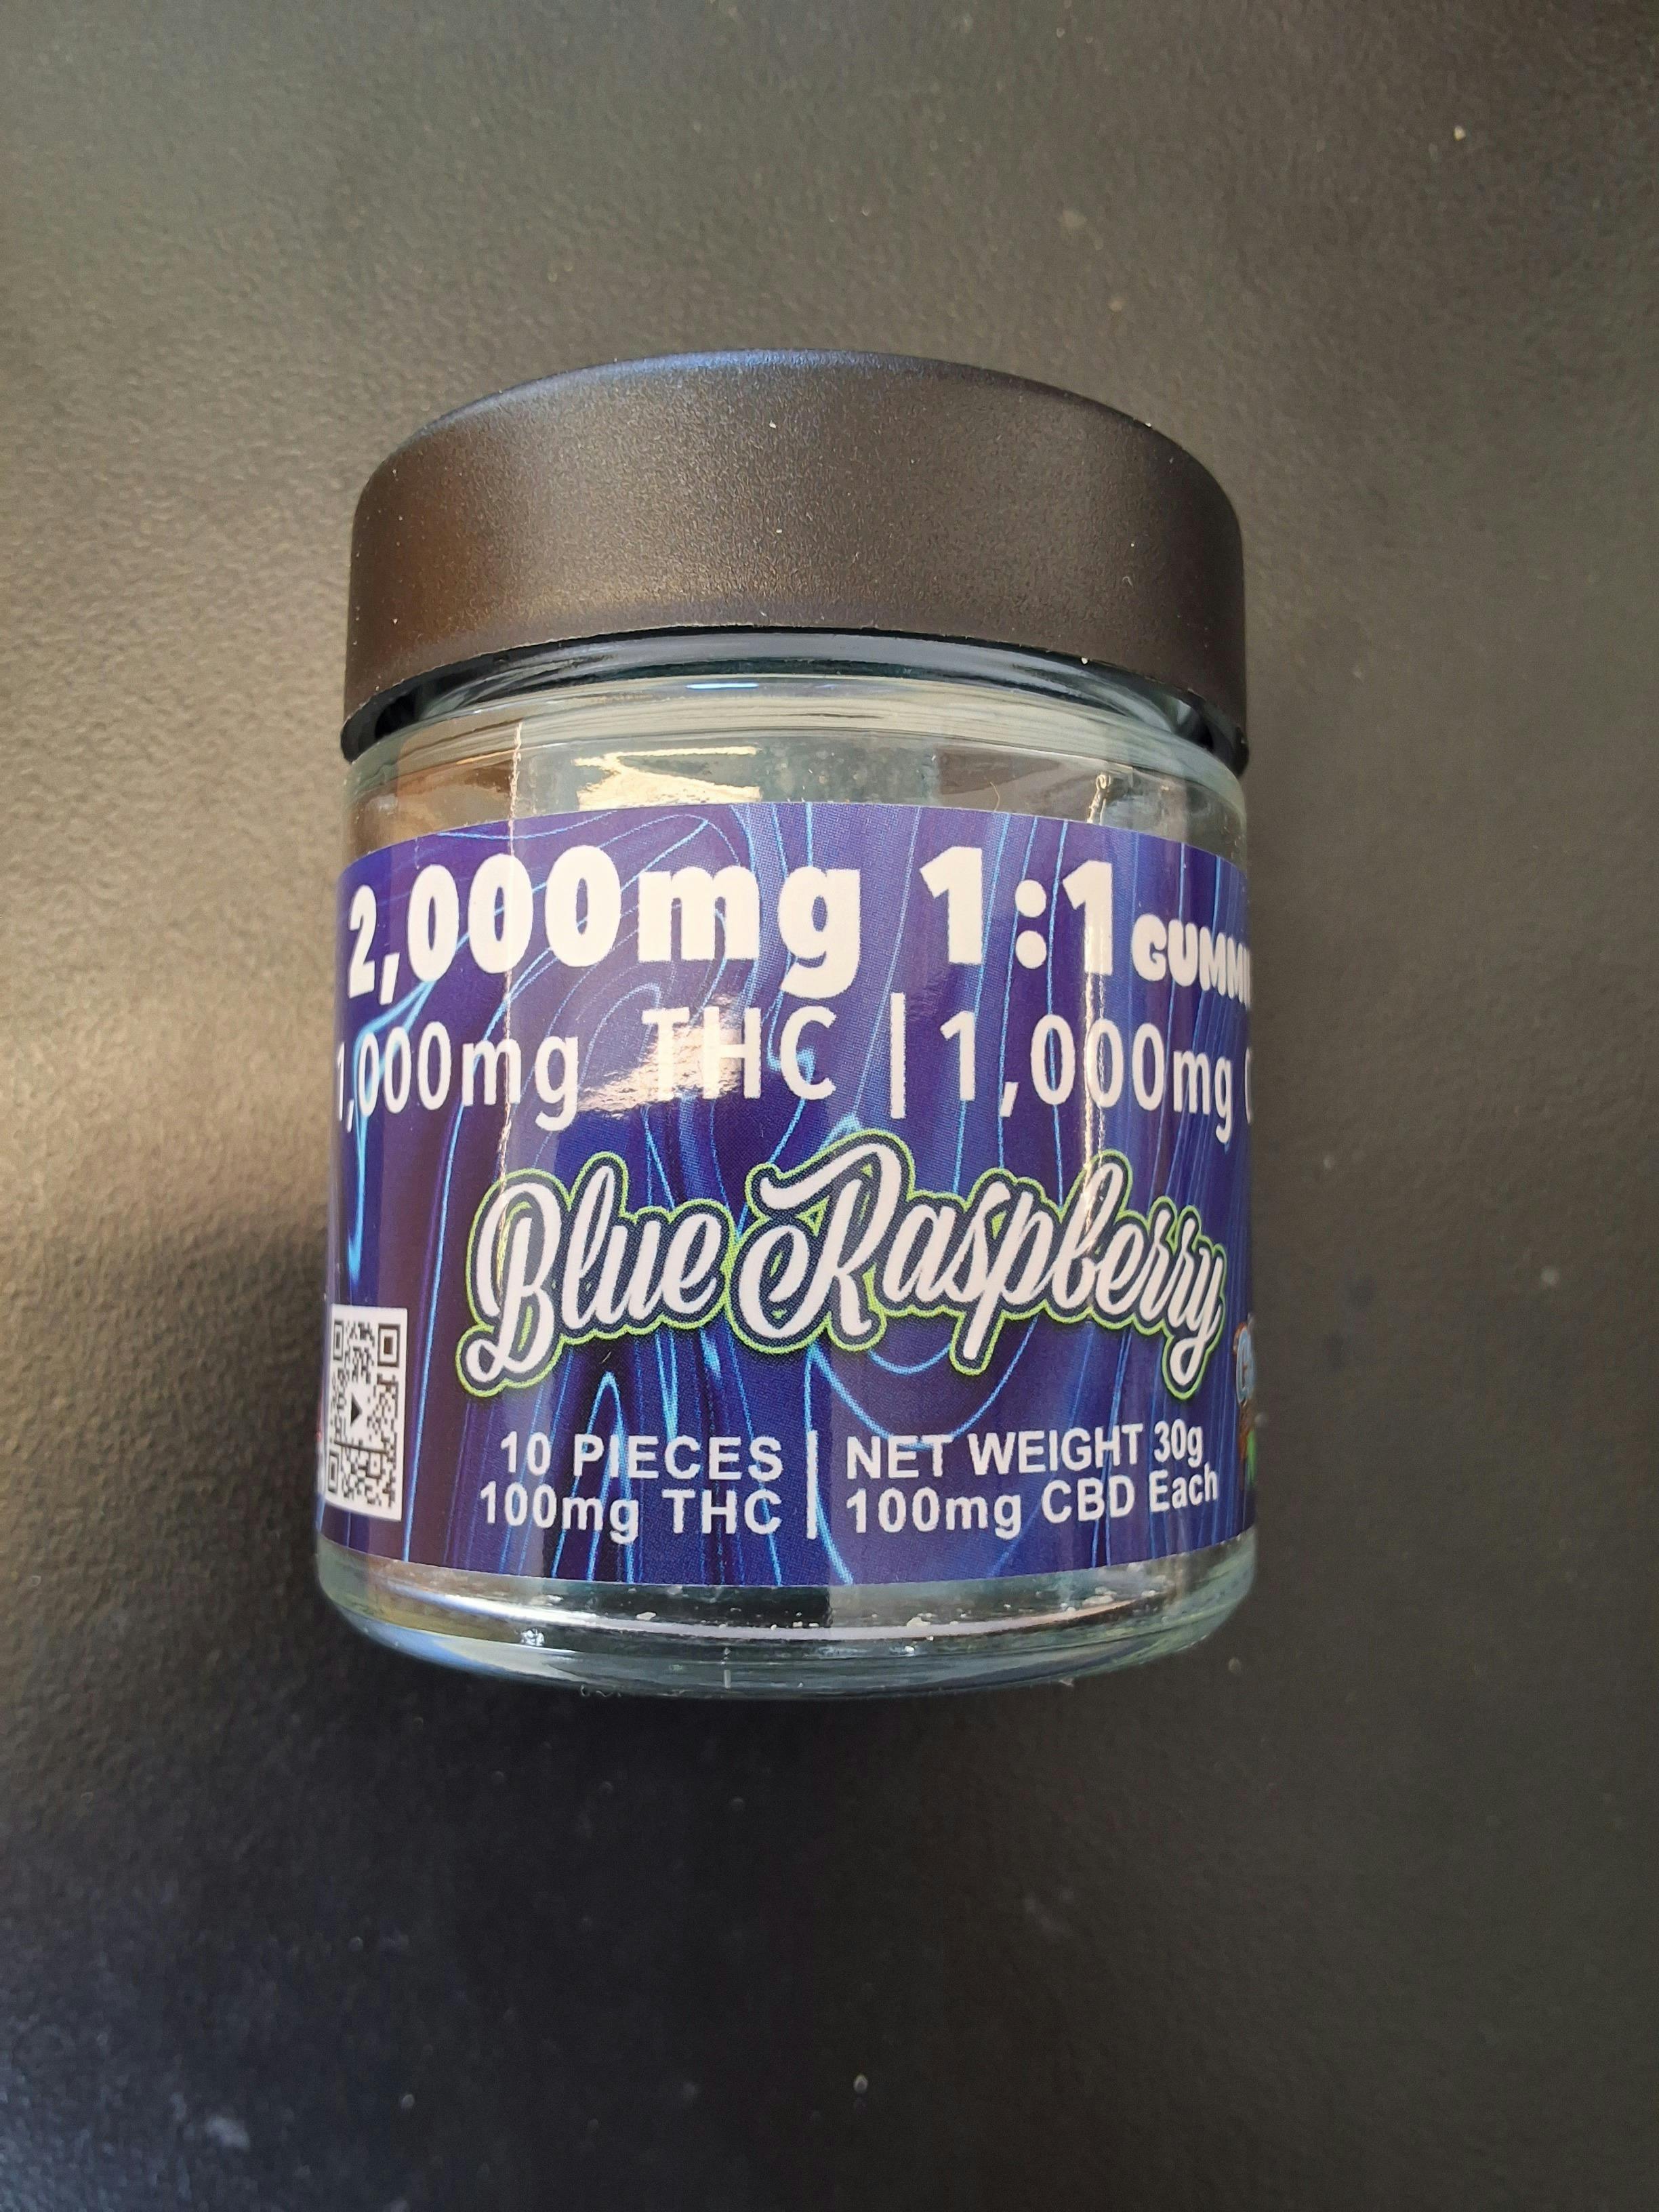 2,000mg 1:1
1,000mg THC | 1,000mg
Blue Raspberry
10 PIECES | NET WEIGHT 30g
100mg THC | 100mg CBD Each